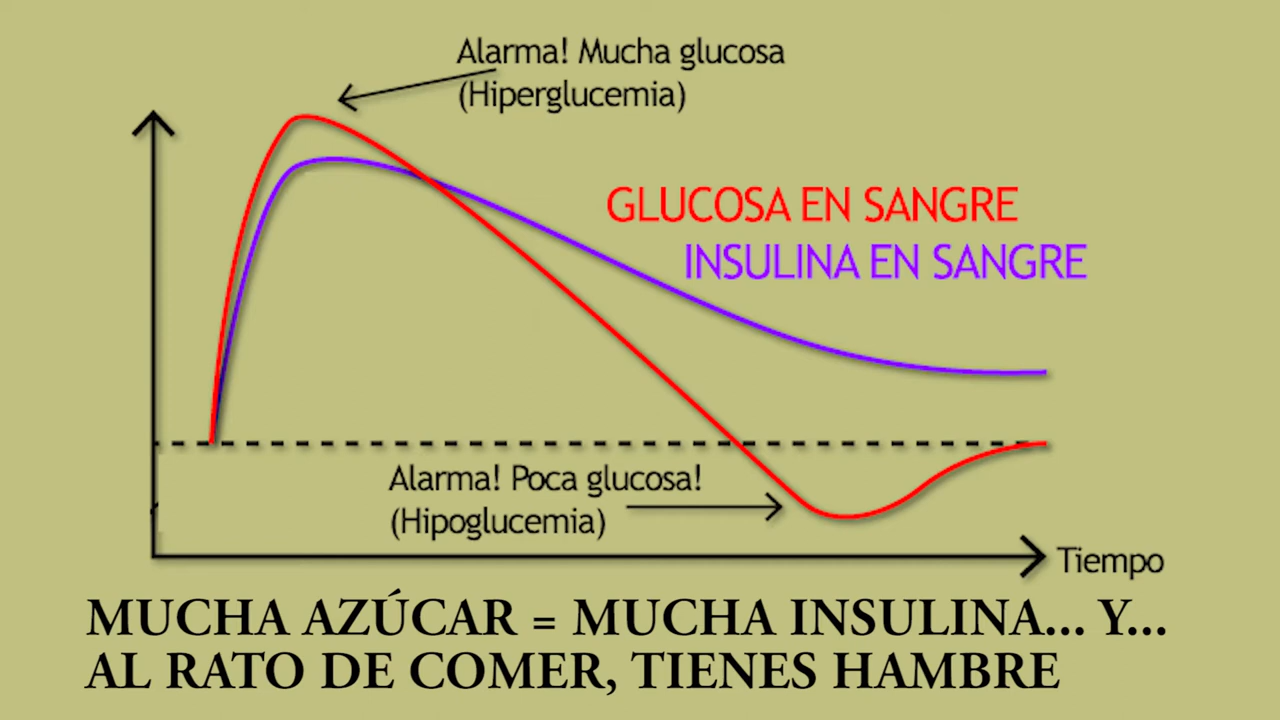 Alarma! Mucha glucosa
(Hiperglucemia)
GLUCOSA EN SANGRE
INSULINA EN SANGRE
Alarma! Poca glucosa!
(Hipoglucemia)
Tiempo
MUCHA AZÚCAR = MUCHA INSULINA... Y...
AL RATO DE COMER, TIENES HAMBRE